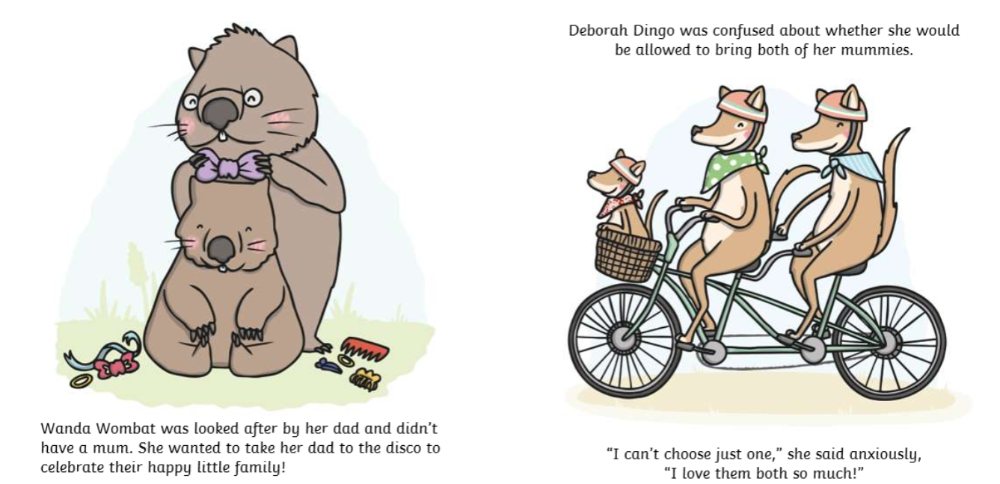 Wanda Wombat was looked after by her dad and didn’t
have a mum. She wanted to take her dad to the disco to
celebrate their happy little family!
Deborah Dingo was confused about whether she would
be allowed to bring both of her mummies.
“I can’t choose just one,” she said anxiously,
“I love them both so much!”